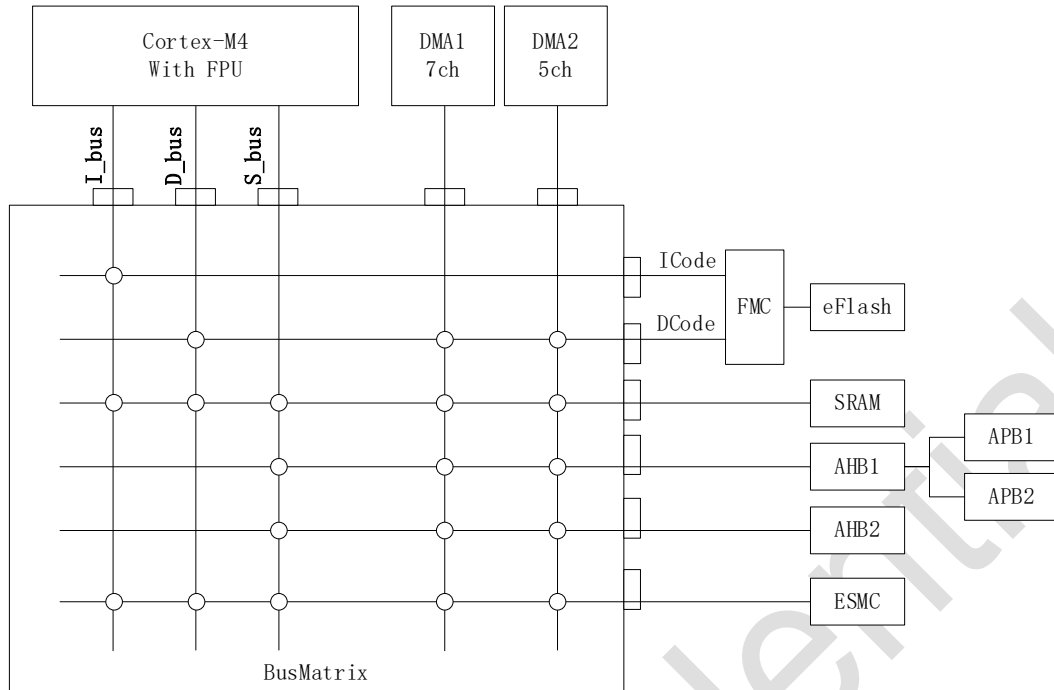 Cortex-M4
With FPU
DMA1
7ch
DMA2
5ch
I_bus
D_bus
S_bus
ICode
DCode
FMC
eFlash
SRAM
AHB1
APB1
APB2
AHB2
ESMC
BusMatrix